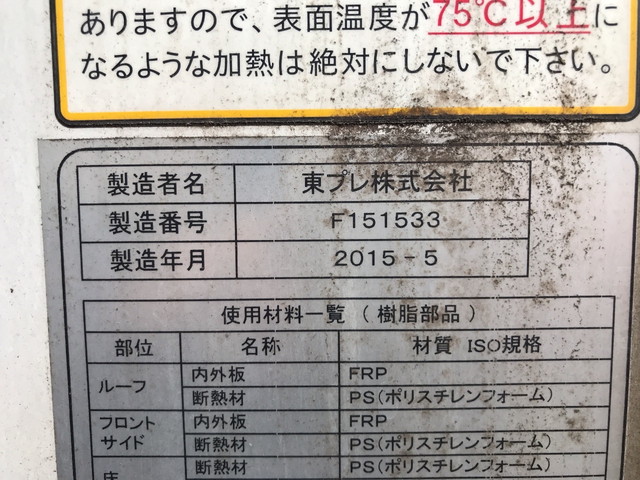 ありますので、表面温度が75℃以上に
なるような加熱は絶対にしないで下さい。
製造者名 東プレ株式会社
製造番号 F151533
製造年月 2015-5
使用材料一覧(樹脂部品)
部位 名称 材質 ISO規格
ルーフ 内外板 FRP
断熱材 PS(ポリスチレンフォーム)
フロント 内外板 FRP
サイド 断熱材 PS(ポリスチレンフォーム)
床 断熱材 PS(ポリスチレンフォーム)